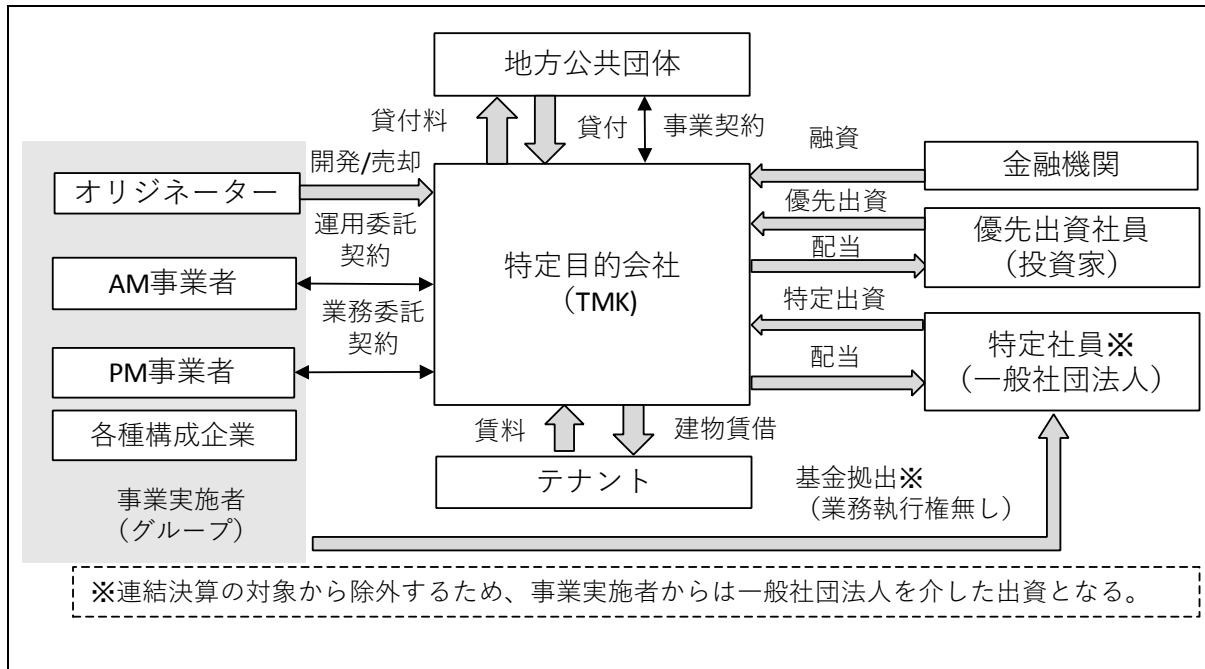 地方公共団体
貸付料
貸付
事業契約
融資
金融機関
開発/売却
オリジネーター
優先出資
運用委託
契約
優先出資社員
（投資家）
配当
AM事業者
特定目的会社
（TMK)
特定出資
業務委託
契約
特定社員※
（一般社団法人）
PM事業者
配当
各種構成企業
賃料
建物賃借
テナント
基金拠出※
（業務執行権無し）
事業実施者
（グループ）
※連結決算の対象から除外するため、事業実施者からは一般社団法人を介した出資となる。